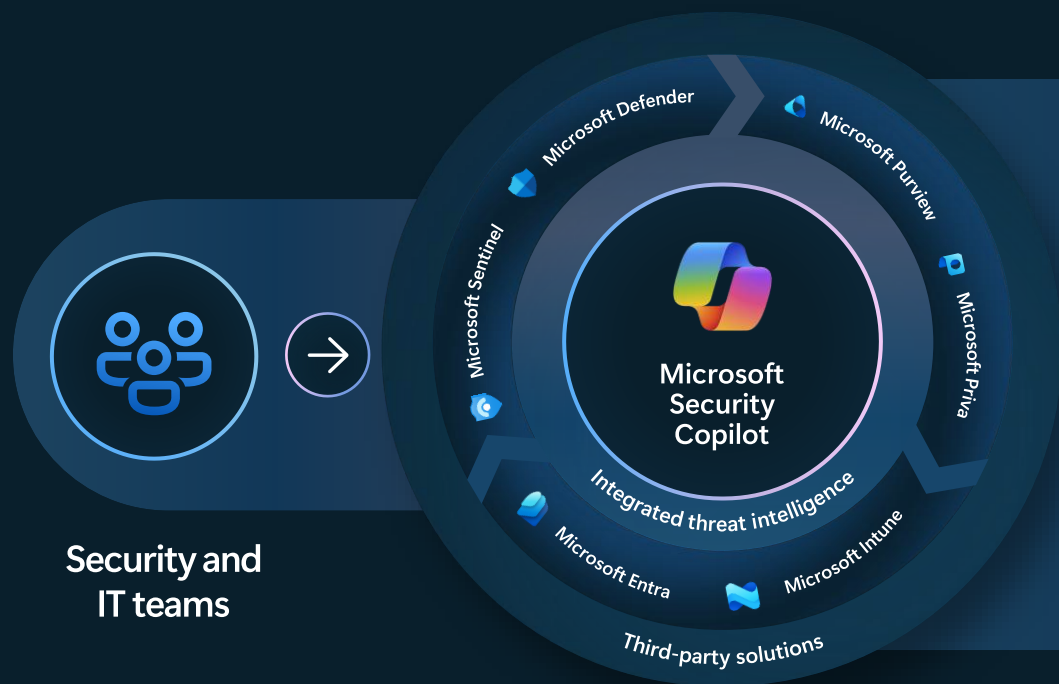 Security and
IT teams
Microsoft
Security
Copilot
Integrated threat intelligence
Microsoft Sentinel
Microsoft Defender
Microsoft Purview
Microsoft Priva
Microsoft Intune
Microsoft Entra
Third-party solutions